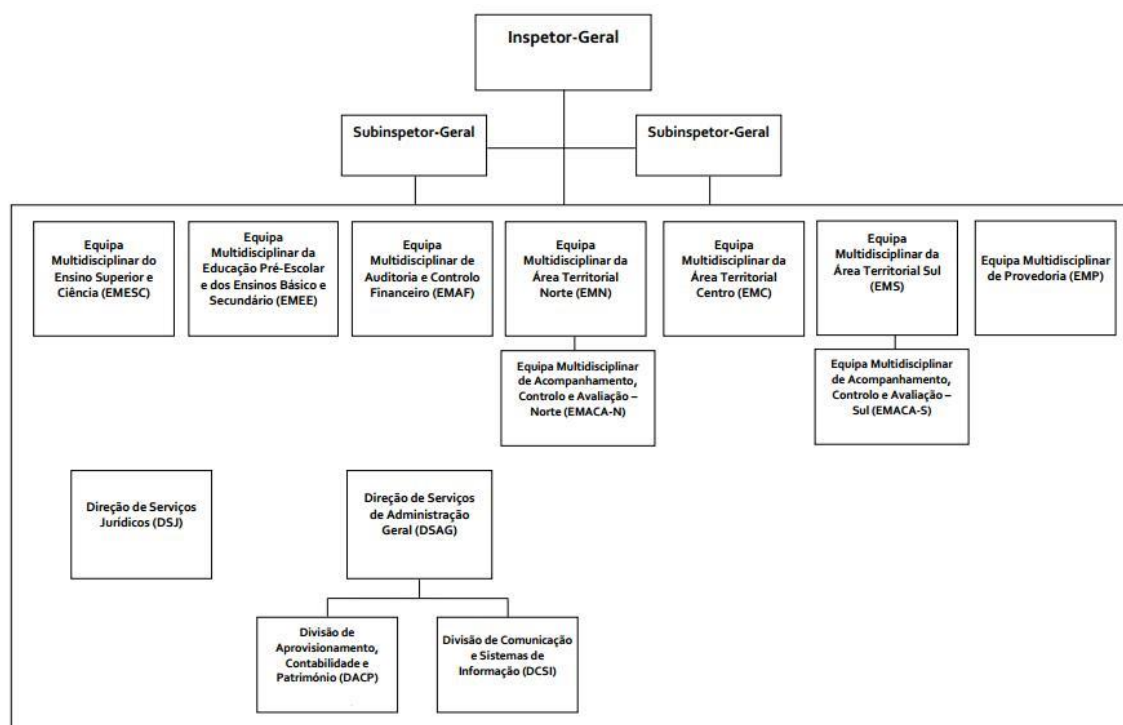 Inspetor-Geral
Subinspetor-Geral
Subinspetor-Geral
Equipa
Multidisciplinar do
Ensino Superior e
Ciência (EMESC)
Equipa
Multidisciplinar da
Educação Pré-Escolar
e dos Ensinos Básico e
Secundário (EMEE)
Equipa
Multidisciplinar de
Auditoria e Controlo
Financeiro (EMAF)
Equipa
Multidisciplinar da
Área Territorial
Norte (EMN)
Equipa
Multidisciplinar da
Área Territorial
Centro (EMC)
Equipa
Multidisciplinar da
Área Territorial Sul
(EMS)
Equipa Multidisciplinar
de Provedoria (EMP)
Equipa Multidisciplinar
de Acompanhamento,
Controlo e Avaliação –
Norte (EMACA-N)
Equipa Multidisciplinar
de Acompanhamento,
Controlo e Avaliação –
Sul (EMACA-S)
Direção de Serviços
Jurídicos (DSJ)
Direção de Serviços
de Administração
Geral (DSAG)
Divisão de
Aprovisionamento,
Contabilidade e
Património (DACP)
Divisão de Comunicação
e Sistemas de
Informação (DCSI)